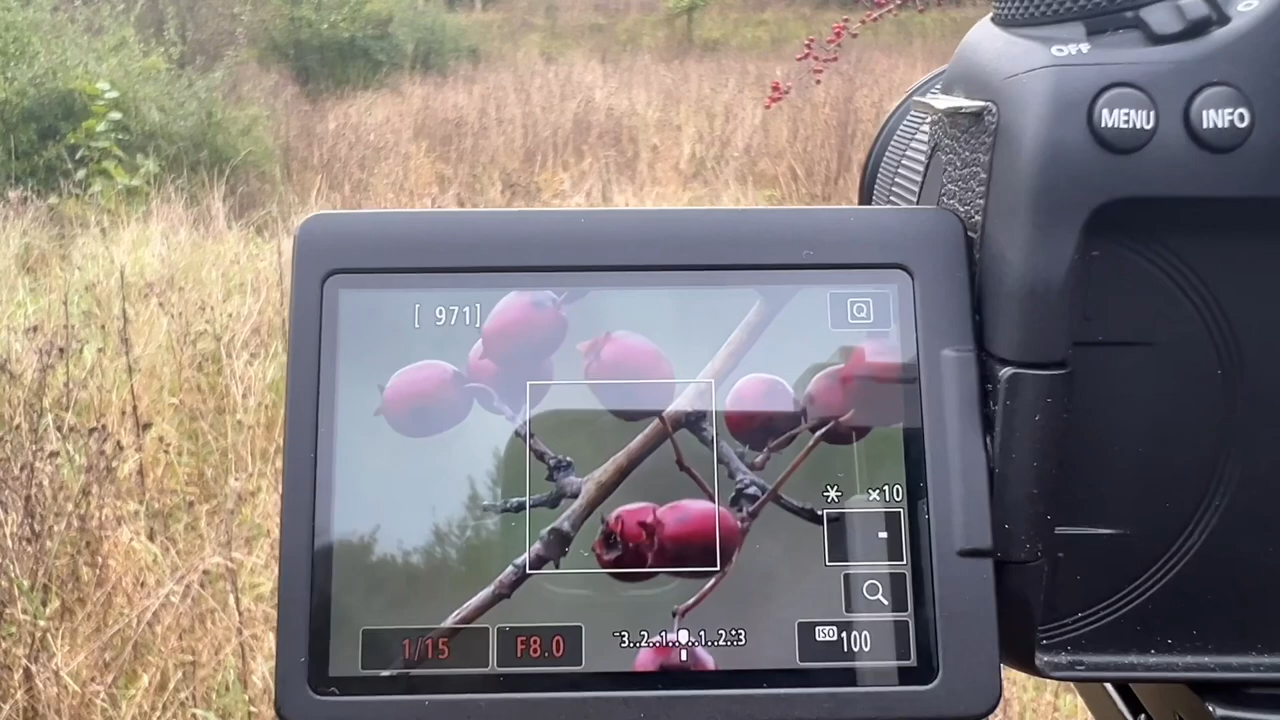 OFF
MENU INFO
[ 971] Q
* ×10
1/15 F8.0 -3..2..1..0..1..2..+3 ISO 100